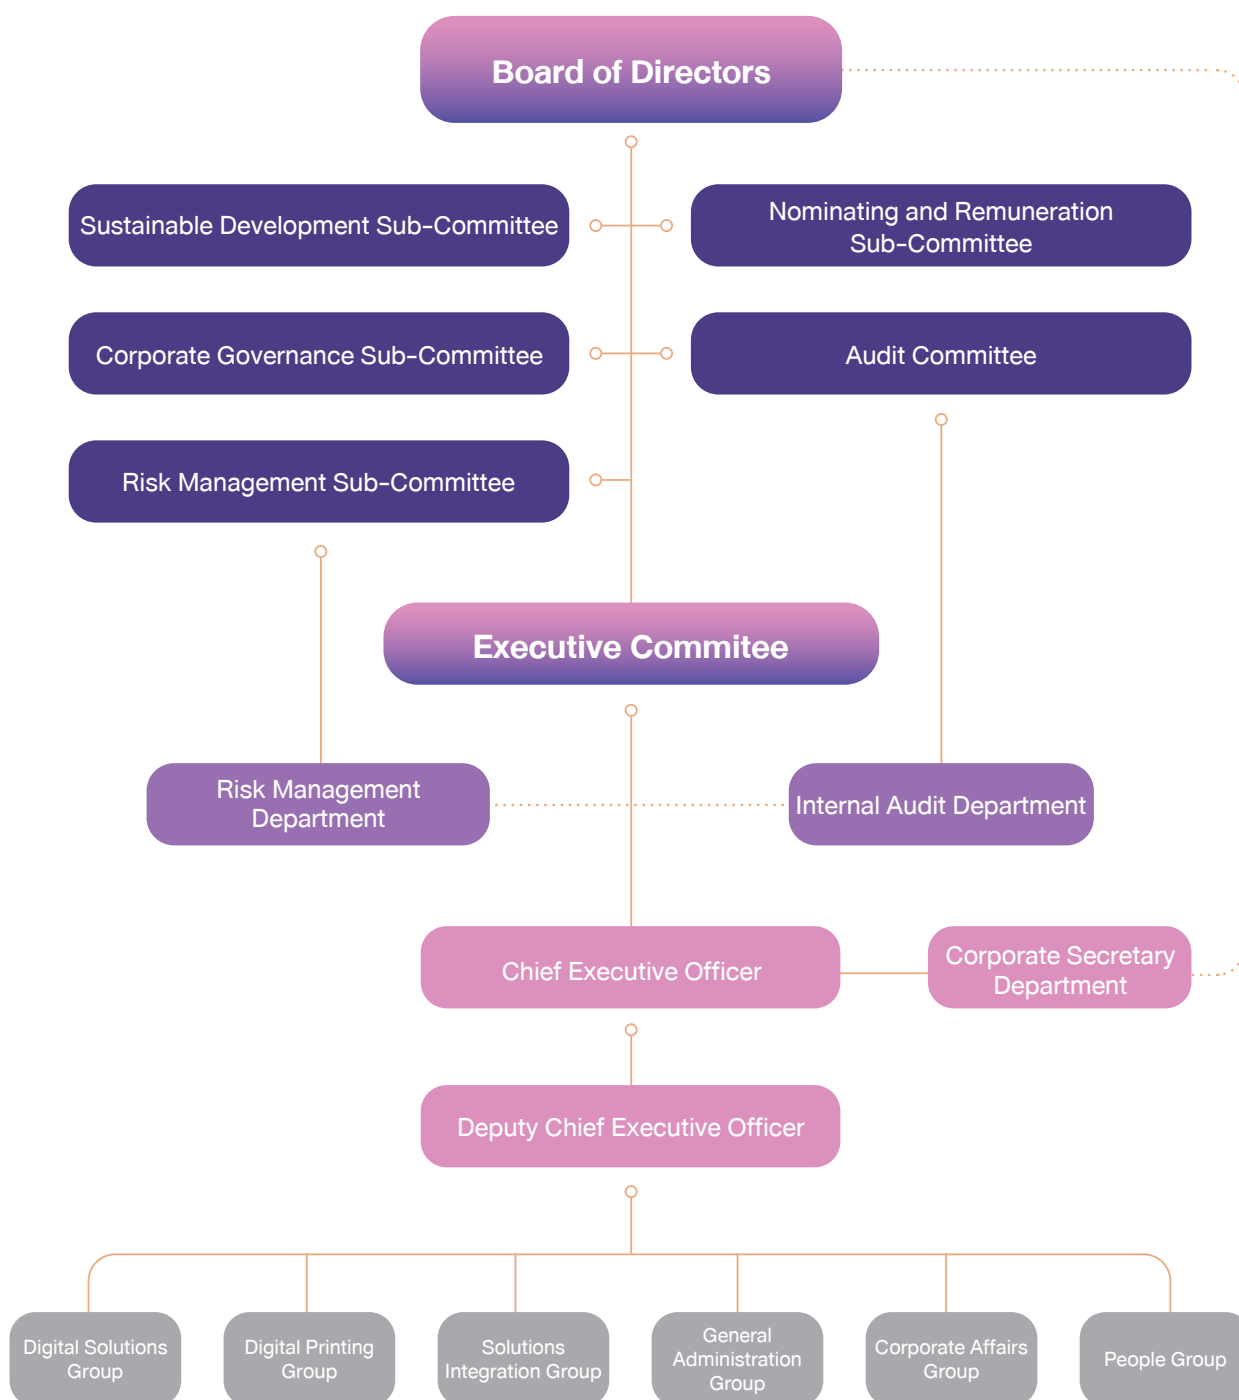 Board of Directors
Sustainable Development Sub-Committee
Nominating and Remuneration
Sub-Committee
Corporate Governance Sub-Committee
Audit Committee
Risk Management Sub-Committee
Executive Commitee
Risk Management
Department
Internal Audit Department
Chief Executive Officer
Corporate Secretary
Department
Deputy Chief Executive Officer
Digital Solutions
Group
Digital Printing
Group
Solutions
Integration Group
General
Administration
Group
Corporate Affairs
Group
People Group